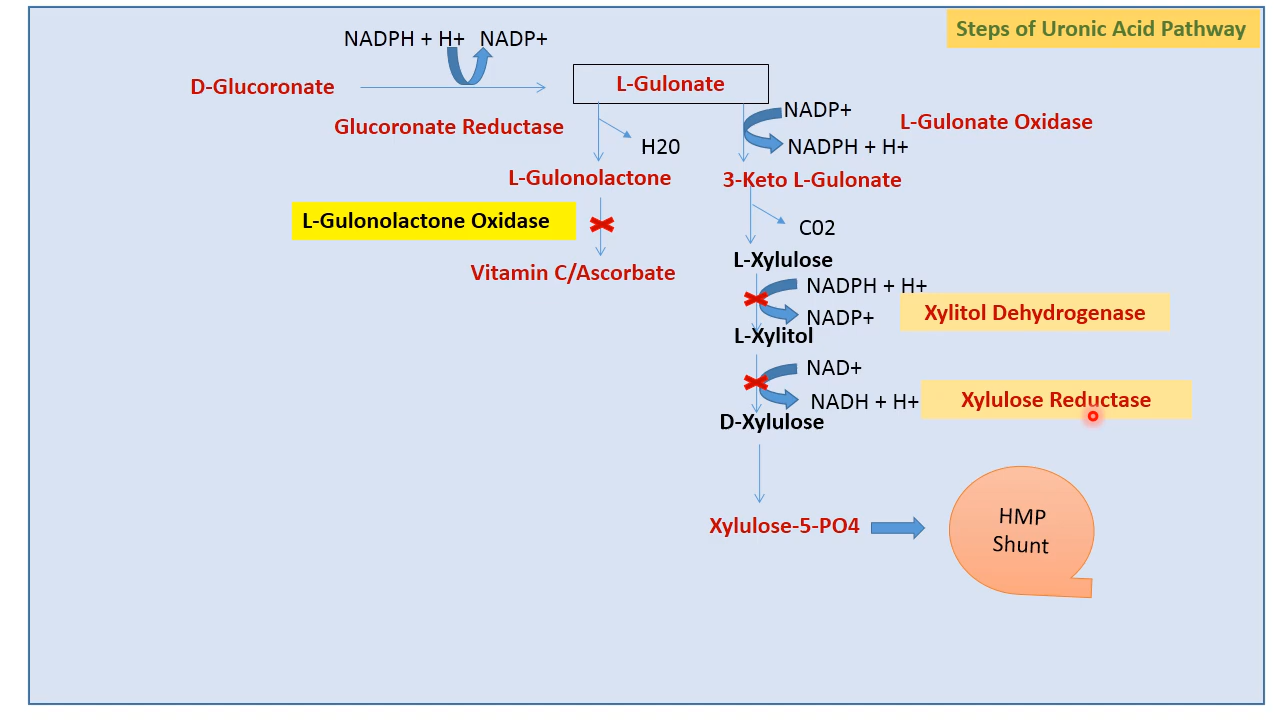 Steps of Uronic Acid Pathway
NADPH + H+ NADP+
D-Glucoronate
L-Gulonate
Glucoronate Reductase
NADP+
L-Gulonate Oxidase
H20
NADPH + H+
L-Gulonolactone
3-Keto L-Gulonate
L-Gulonolactone Oxidase
C02
Vitamin C/Ascorbate
L-Xylulose
NADPH + H+
Xylitol Dehydrogenase
NADP+
L-Xylitol
NAD+
Xylulose Reductase
NADH + H+
D-Xylulose
Xylulose-5-PO4
HMP
Shunt